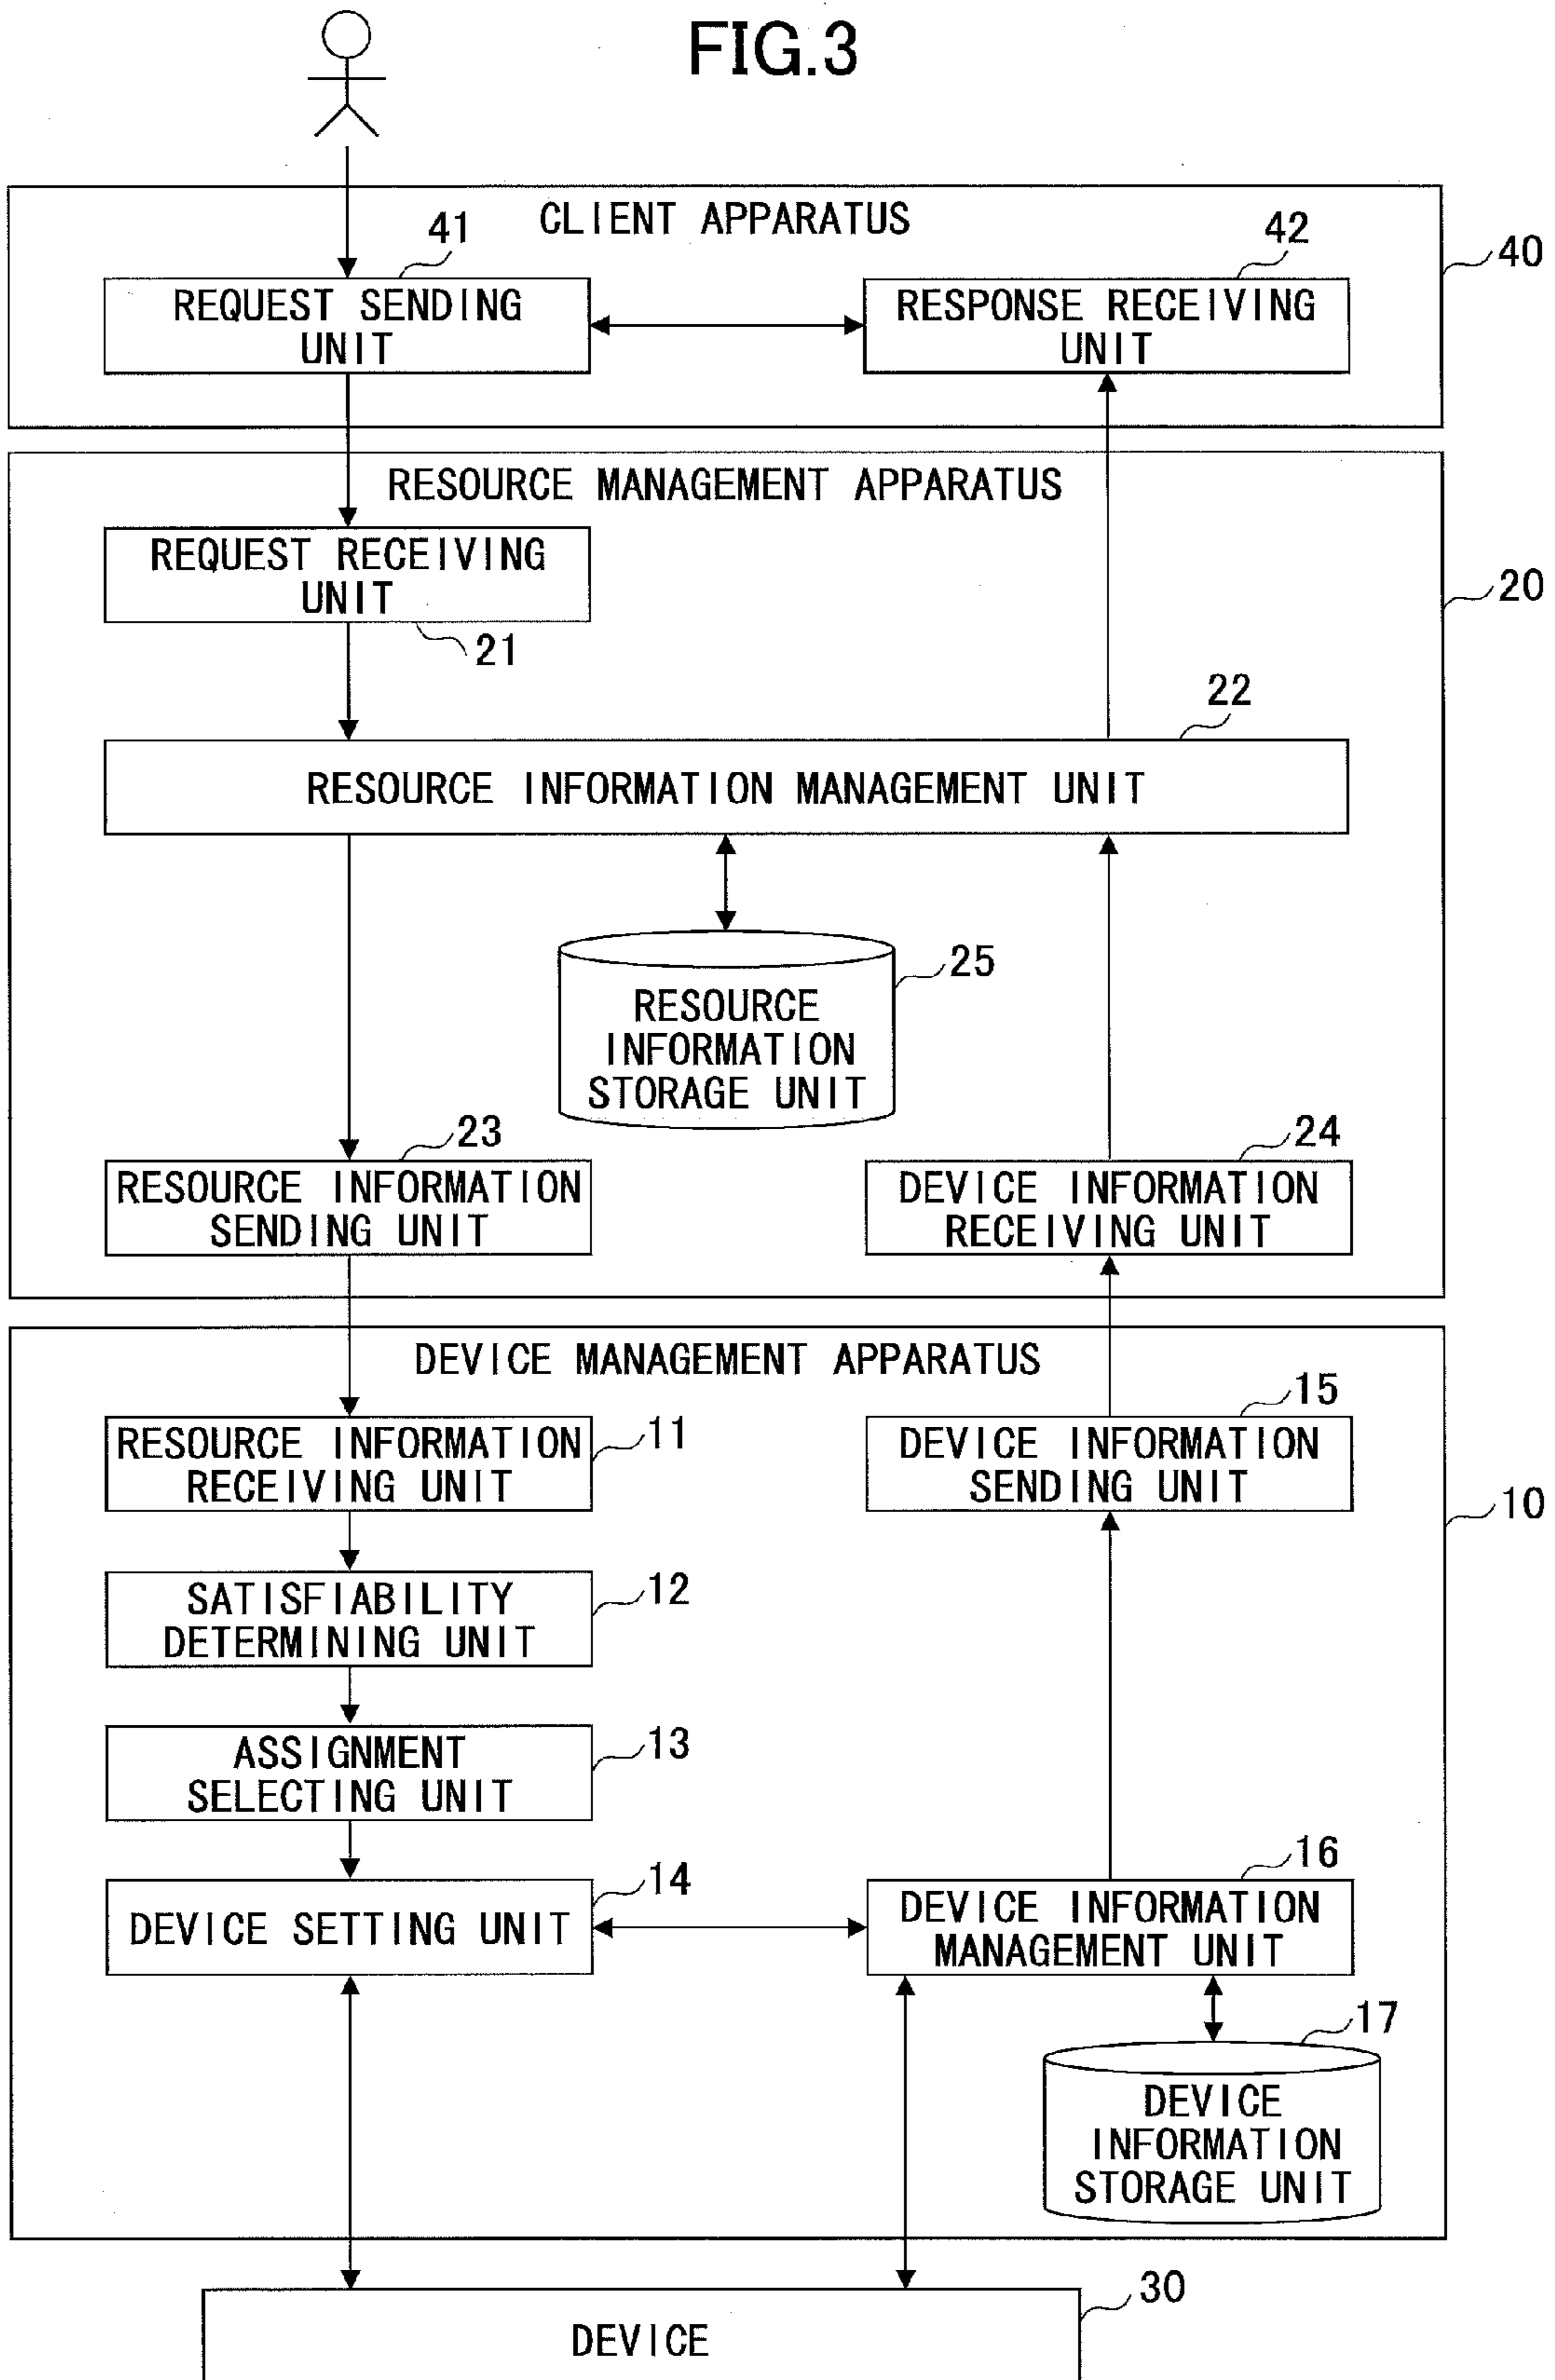 FIG.3
CLIENT APPARATUS
41
42
40
REQUEST SENDING
UNIT
RESPONSE RECEIVING
UNIT
RESOURCE MANAGEMENT APPARATUS
REQUEST RECEIVING
UNIT
20
21
22
RESOURCE INFORMATION MANAGEMENT UNIT
25
RESOURCE
INFORMATION
STORAGE UNIT
23
24
RESOURCE INFORMATION
SENDING UNIT
DEVICE INFORMATION
RECEIVING UNIT
DEVICE MANAGEMENT APPARATUS
15
RESOURCE INFORMATION
RECEIVING UNIT
11
DEVICE INFORMATION
SENDING UNIT
10
SATISFIABILITY
DETERMINING UNIT
12
ASSIGNMENT
SELECTING UNIT
13
16
DEVICE SETTING UNIT
14
DEVICE INFORMATION
MANAGEMENT UNIT
17
DEVICE
INFORMATION
STORAGE UNIT
30
DEVICE